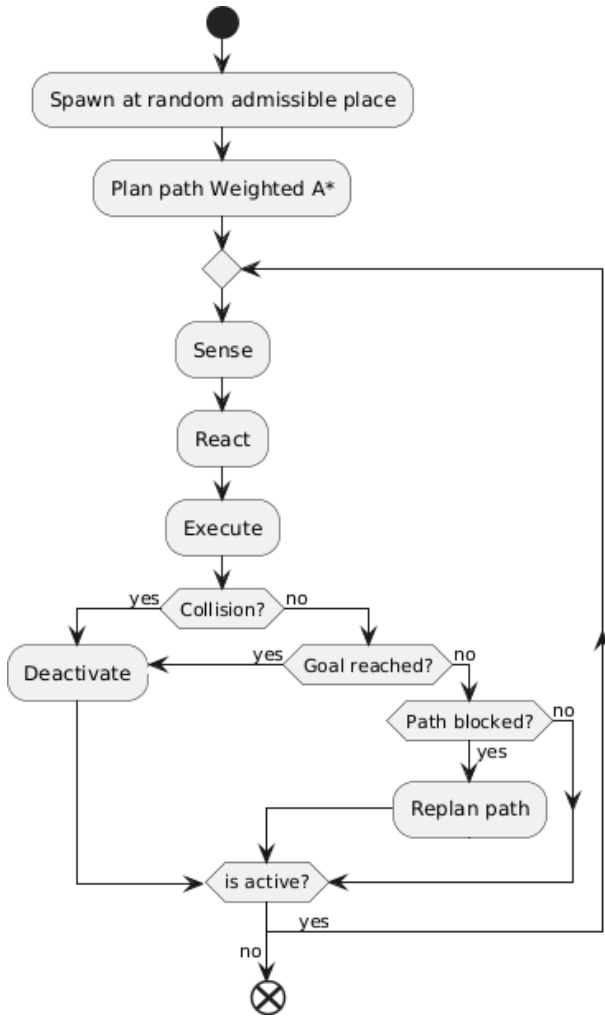 Spawn at random admissible place
Plan path Weighted A*
Sense
React
Execute
yes
Collision?
no
Deactivate
yes
Goal reached?
no
Path blocked?
no
yes
Replan path
is active?
yes
no